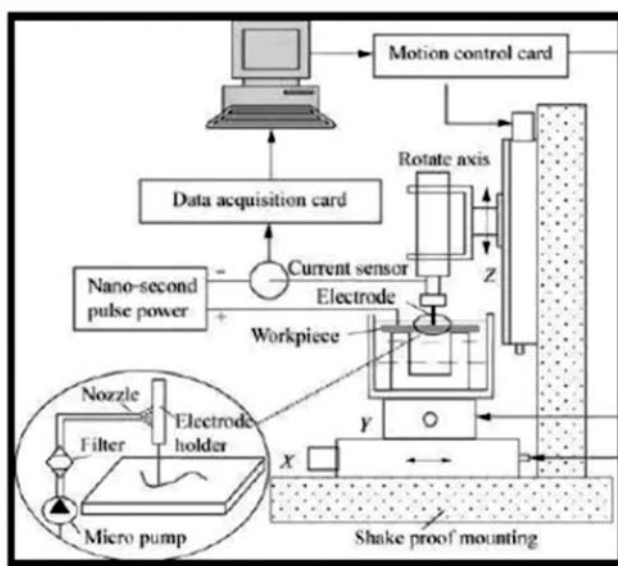 Motion control card
Rotate axis
Data acquisition card
Z
−
Current sensor
Nano-second
pulse power
Electrode
+
Workpiece
Nozzle
Electrode
holder
Y
Filter
X
Micro pump
Shake proof mounting